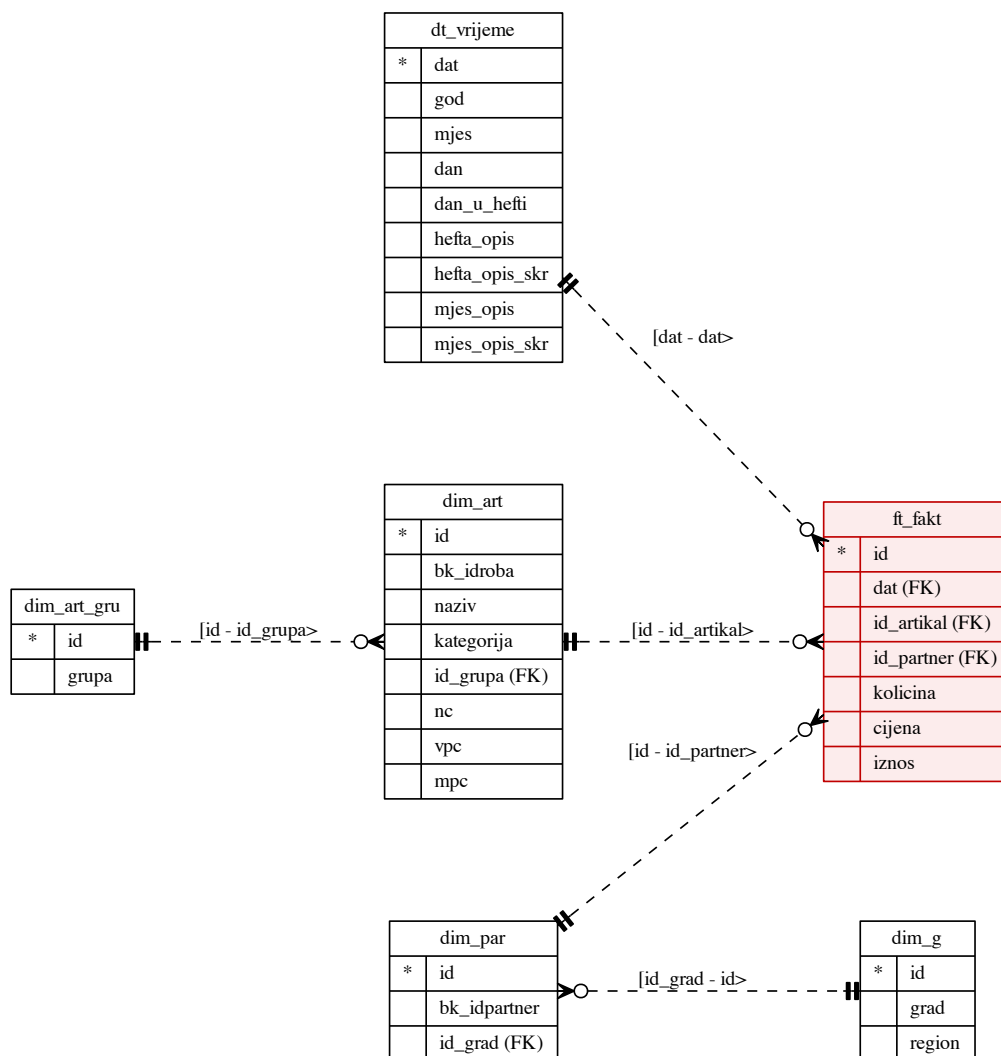 dt_vrijeme
* dat
god
mjes
dan
dan_u_hefti
hefta_opis
hefta_opis_skr
mjes_opis
mjes_opis_skr
[dat - dat>
dim_art
* id
bk_idroba
naziv
kategorija
id_grupa (FK)
nc
vpc
mpc
ft_fakt
* id
dat (FK)
id_artikal (FK)
id_partner (FK)
kolicina
cijena
iznos
dim_art_gru
* id
grupa
[id - id_grupa>
[id - id_artikal>
[id - id_partner>
dim_par
* id
bk_idpartner
id_grad (FK)
[id_grad - id>
dim_g
* id
grad
region